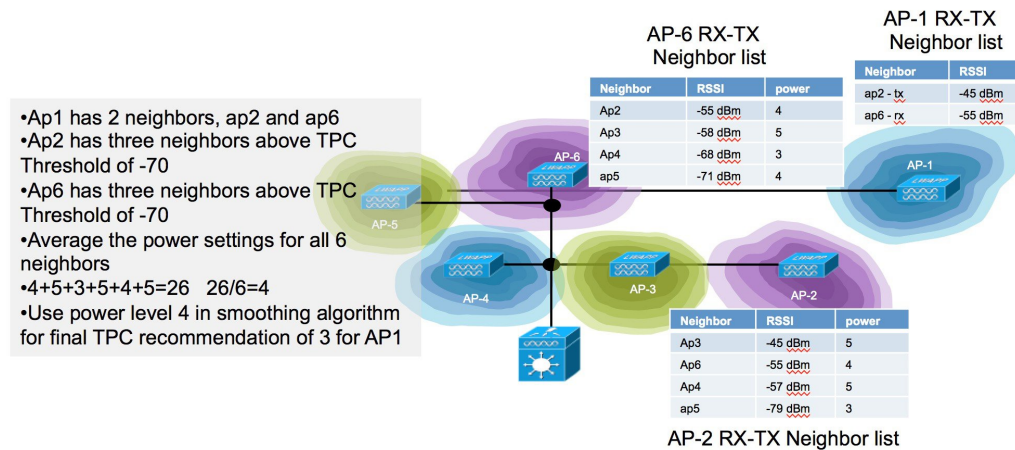 AP-6 RX-TX
Neighbor list
AP-1 RX-TX
Neighbor list
Neighbor RSSI power
Ap2 -55 dBm 4
Ap3 -58 dBm 5
Ap4 -68 dBm 3
ap5 -71 dBm 4
Neighbor RSSI
ap2 - tx -45 dBm
ap6 - rx -55 dBm
•Ap1 has 2 neighbors, ap2 and ap6
•Ap2 has three neighbors above TPC
Threshold of -70
•Ap6 has three neighbors above TPC
Threshold of -70
•Average the power settings for all 6
neighbors
•4+5+3+5+4+5=26 26/6=4
•Use power level 4 in smoothing algorithm
for final TPC recommendation of 3 for AP1
AP-6
AP-1
AP-5
AP-4
AP-3
AP-2
Neighbor RSSI power
Ap3 -45 dBm 5
Ap6 -55 dBm 4
Ap4 -57 dBm 5
ap5 -79 dBm 3
AP-2 RX-TX Neighbor list